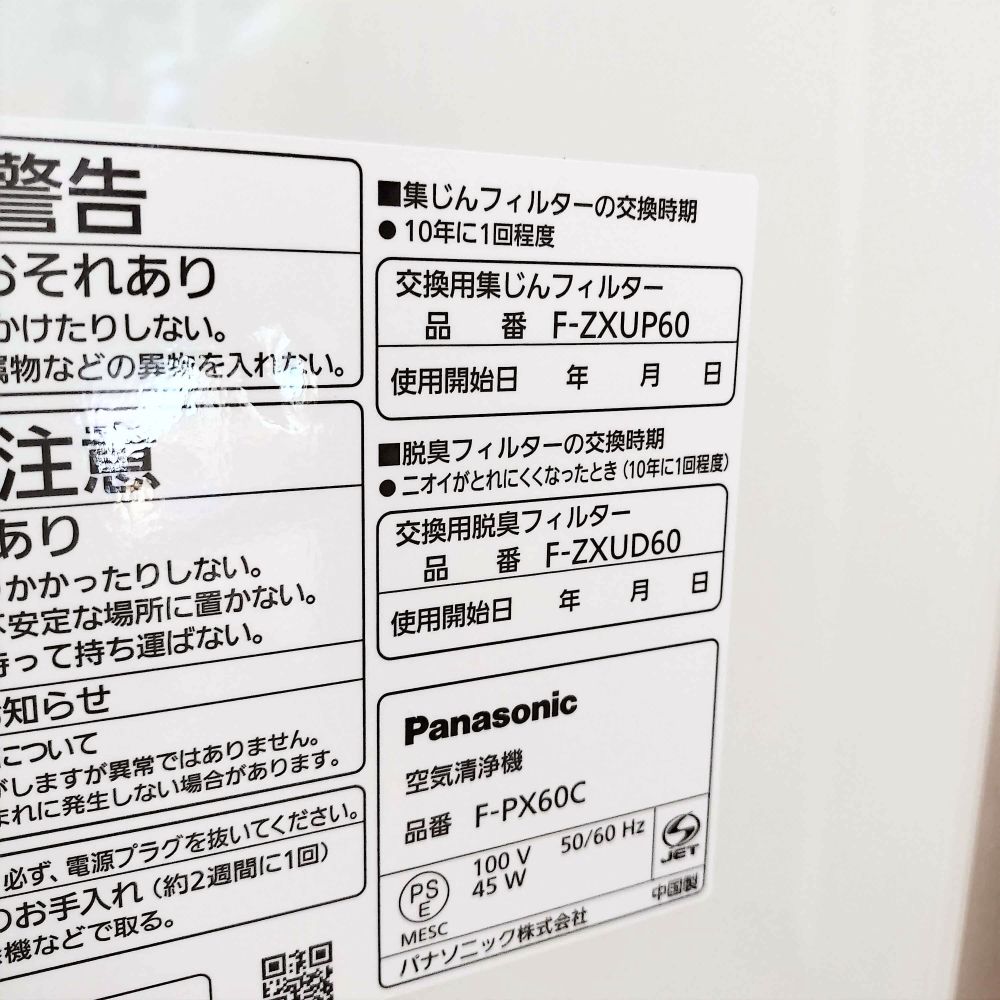 警告
おそれあり
かけたりしない。
属物などの異物を入れない。
注意
あり
かかったりしない。
安定な場所に置かない。
持って持ち運ばない。
知らせ
について
がしますが異常ではありません。
まれに発生しない場合があります。
必ず、電源プラグを抜いてください。
のお手入れ（約2週間に1回）
機などで取る。
■集じんフィルターの交換時期
● 10年に1回程度
交換用集じんフィルター
品 番 F-ZXUP60
使用開始日 年 月 日
■脱臭フィルターの交換時期
● ニオイがとれにくくなったとき（10年に1回程度）
交換用脱臭フィルター
品 番 F-ZXUD60
使用開始日 年 月 日
Panasonic
空気清浄機
品番 F-PX60C
100 V 50/60 Hz
45 W
PS
E
MESC
JET
中国製
パナソニック株式会社